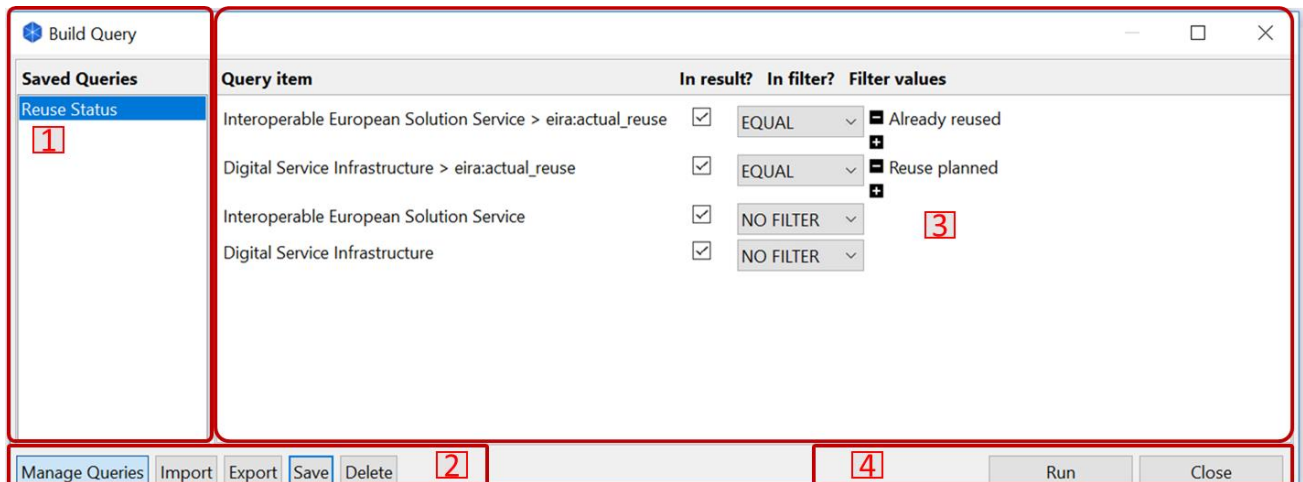 Build Query
Saved Queries
Reuse Status
1
Query item In result? In filter? Filter values
Interoperable European Solution Service > eira:actual_reuse EQUAL Already reused
Digital Service Infrastructure > eira:actual_reuse EQUAL Reuse planned
Interoperable European Solution Service NO FILTER
3
Digital Service Infrastructure NO FILTER
Manage Queries Import Export Save Delete 2
4 Run Close